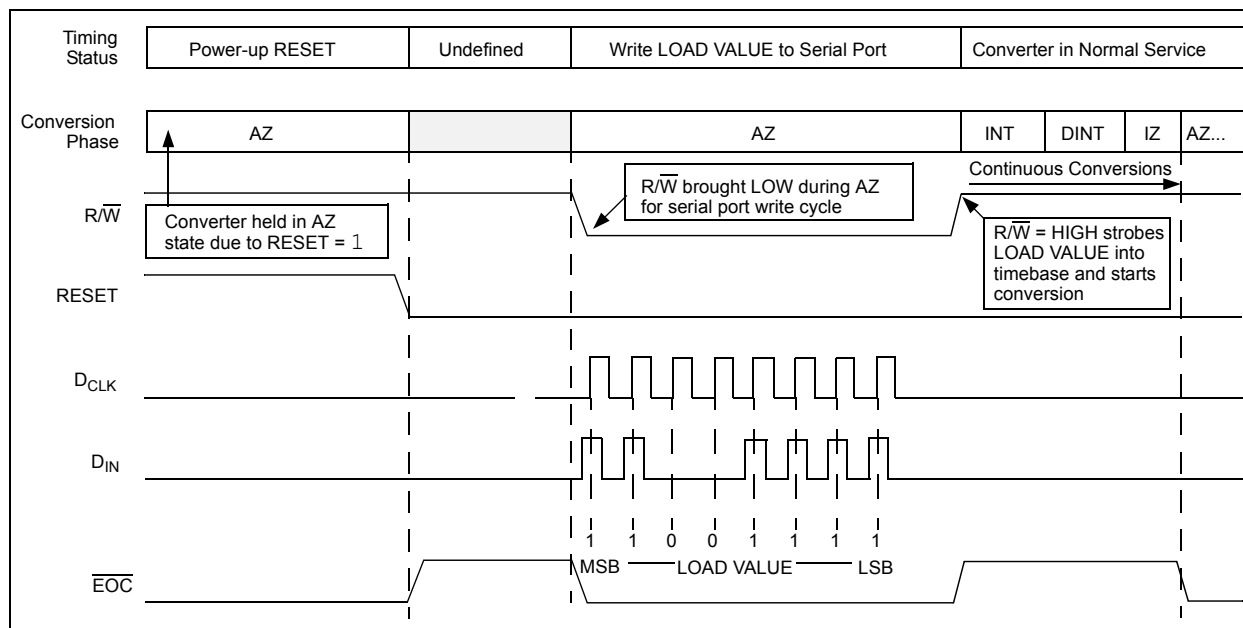 Timing
Status
Power-up RESET
Undefined
Write LOAD VALUE to Serial Port
Converter in Normal Service
Conversion
Phase
AZ
AZ
INT
DINT
IZ
AZ...
Continuous Conversions
R/W̅
Converter held in AZ
state due to RESET = 1
R/W̅ brought LOW during AZ
for serial port write cycle
R/W̅ = HIGH strobes
LOAD VALUE into
timebase and starts
conversion
RESET
DCLK
DIN
1 1 0 0 1 1 1 1
MSB LOAD VALUE LSB
E̅O̅C̅